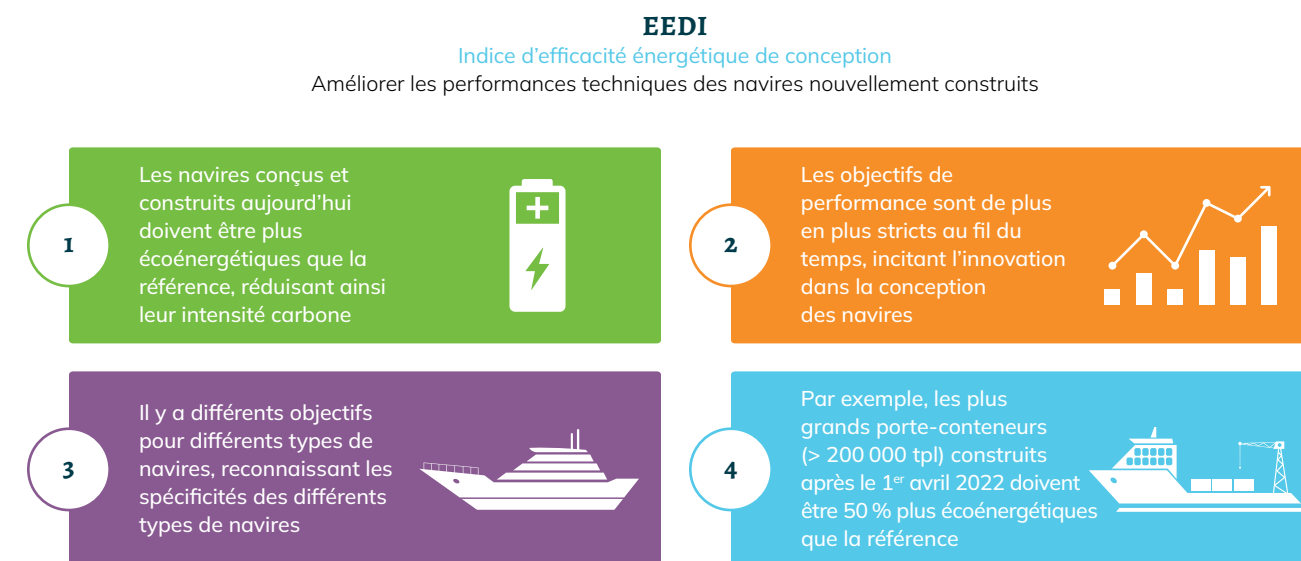 EEDI
Indice d'efficacité énergétique de conception
Améliorer les performances techniques des navires nouvellement construits
1
Les navires conçus et
construits aujourd'hui
doivent être plus
écoénergétiques que la
référence, réduisant ainsi
leur intensité carbone
2
Les objectifs de
performance sont de plus
en plus stricts au fil du
temps, incitant l'innovation
dans la conception
des navires
3
Il y a différents objectifs
pour différents types de
navires, reconnaissant les
spécificités des différents
types de navires
4
Par exemple, les plus
grands porte-conteneurs
(> 200 000 tpl) construits
après le 1er avril 2022 doivent
être 50 % plus écoénergétiques
que la référence